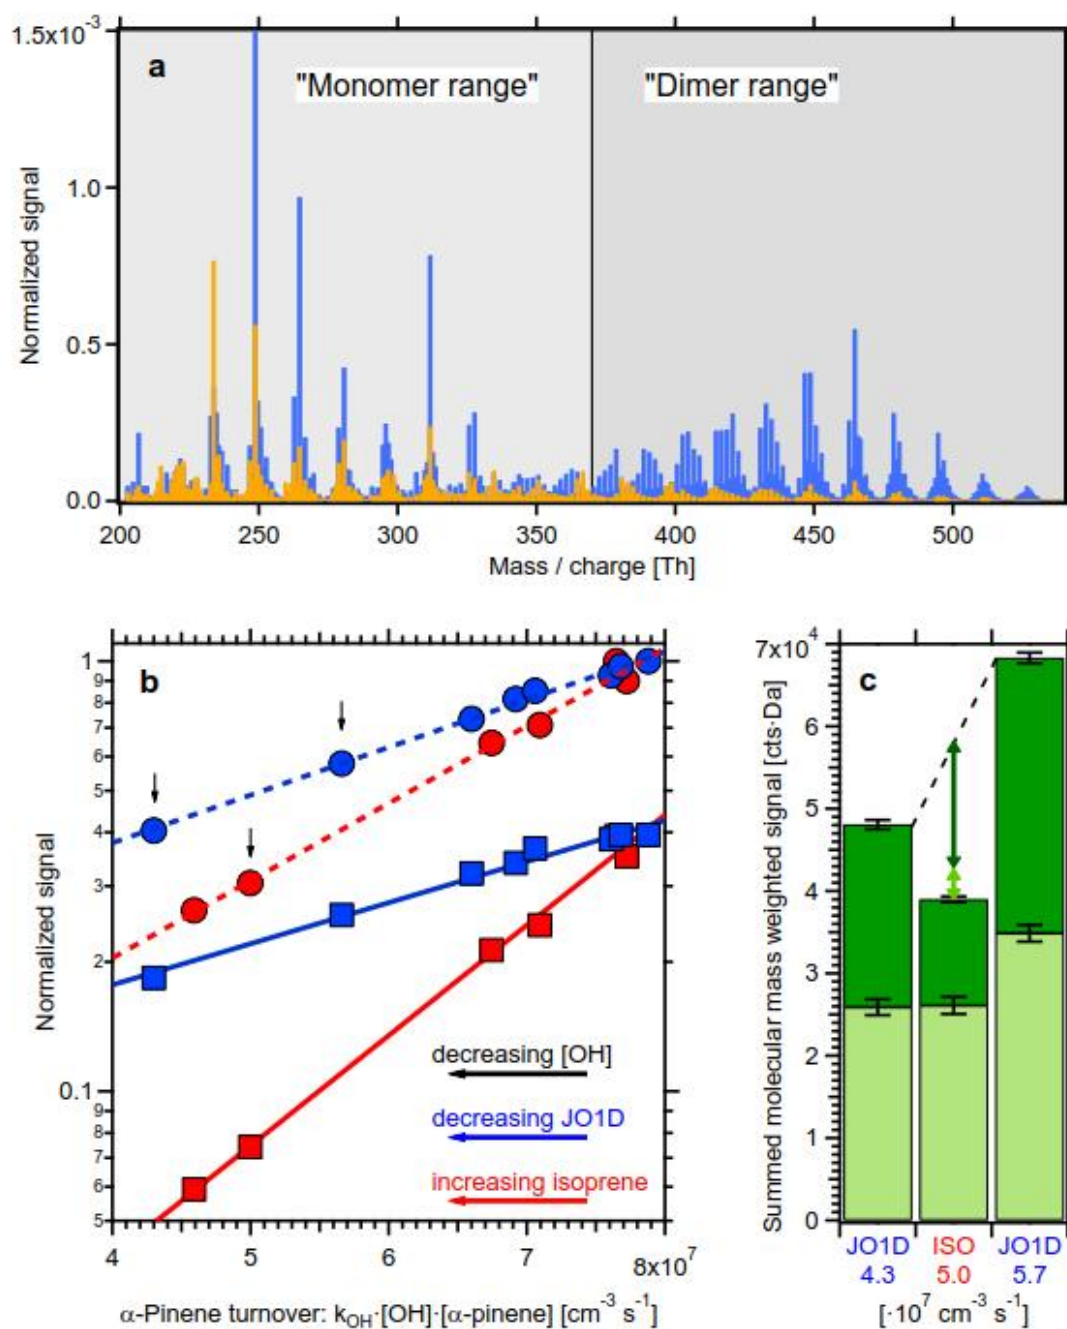 1.5x10⁻³
a
"Monomer range"
"Dimer range"
1.0
Normalized signal
0.5
0.0
200
250
300
350
400
450
500
Mass / charge [Th]
b
1
9
8
7
6
5
4
3
2
0.1
9
8
7
6
5
Normalized signal
decreasing [OH]
decreasing JO1D
increasing isoprene
4
5
6
7
8x10⁷
α-Pinene turnover: k_OH·[OH]·[α-pinene] [cm⁻³ s⁻¹]
7x10⁴
c
6
5
4
3
2
1
0
Summed molecular mass weighted signal [cts·Da]
JO1D ISO JO1D
4.3 5.0 5.7
[·10⁷ cm⁻³ s⁻¹]